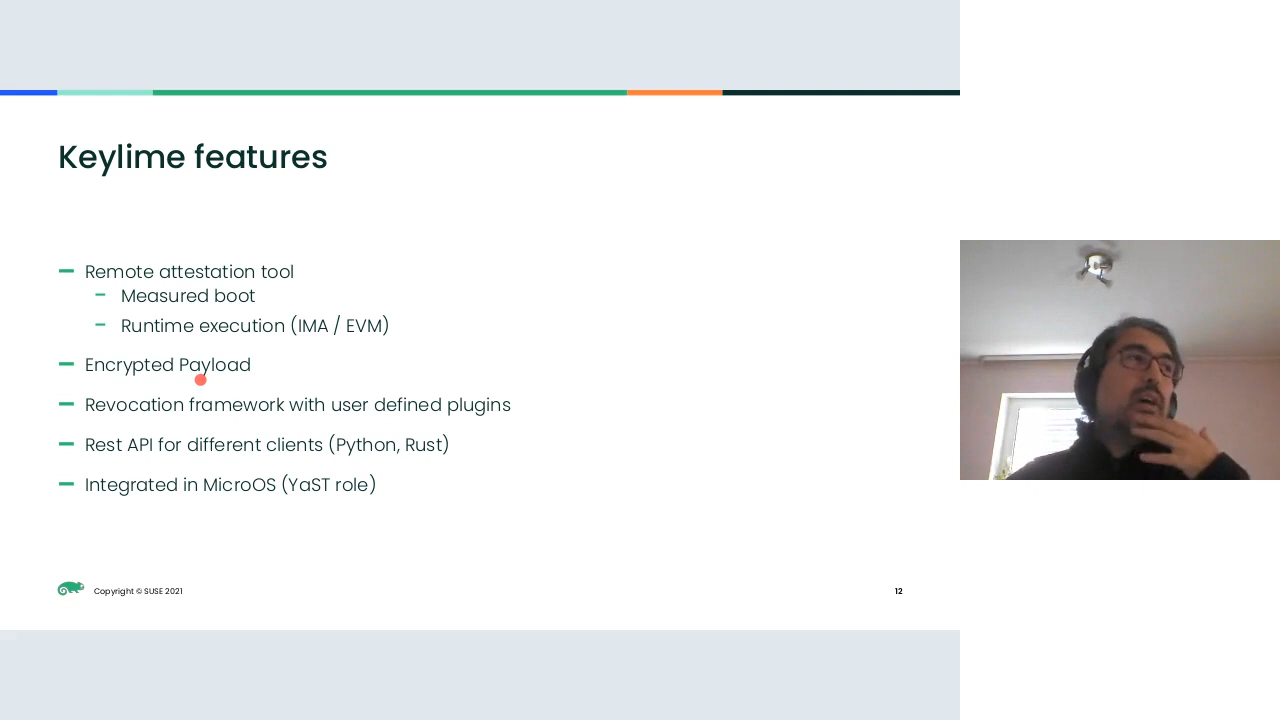 Keylime features
Remote attestation tool
Measured boot
Runtime execution (IMA / EVM)
Encrypted Payload
Revocation framework with user defined plugins
Rest API for different clients (Python, Rust)
Integrated in MicroOS (YaST role)
Copyright © SUSE 2021
12